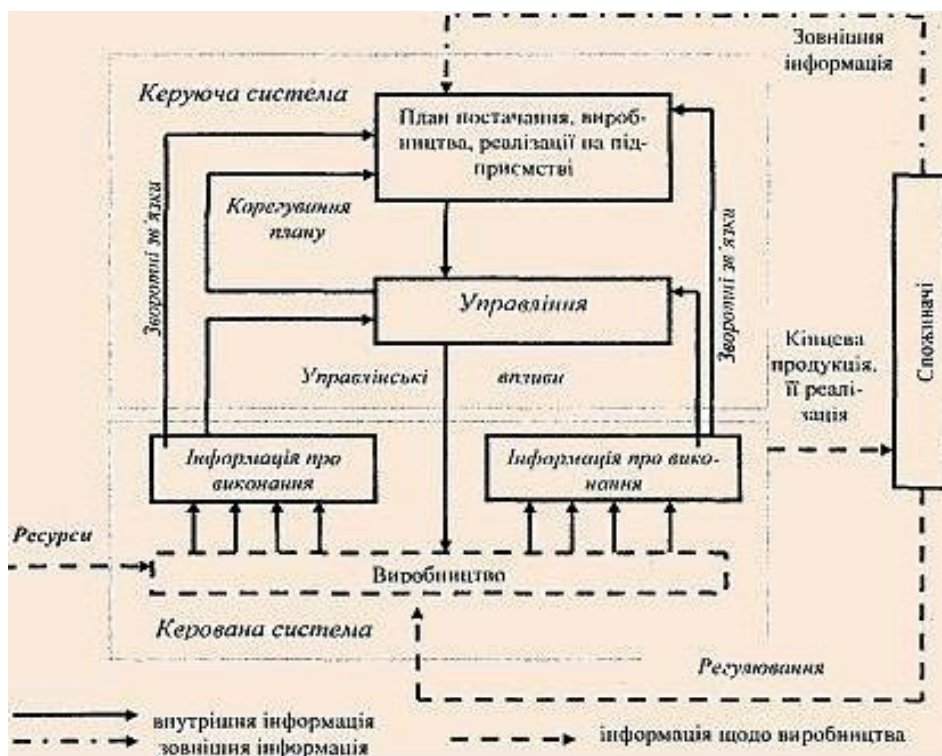 Зовнішня
інформація
Керуюча система
План постачання, вироб-
ництва, реалізації на під-
приємстві
Зворотні зв'язки
Корегування
плану
Зворотні зв'язки
Управління
Споживачі
Кінцева
продукція,
її реалі-
зація
Управлінські впливи
Інформація про
виконання
Інформація про вико-
нання
Ресурси
Виробництво
Керована система
Регулювання
внутрішня інформація
зовнішня інформація
інформація щодо виробництва